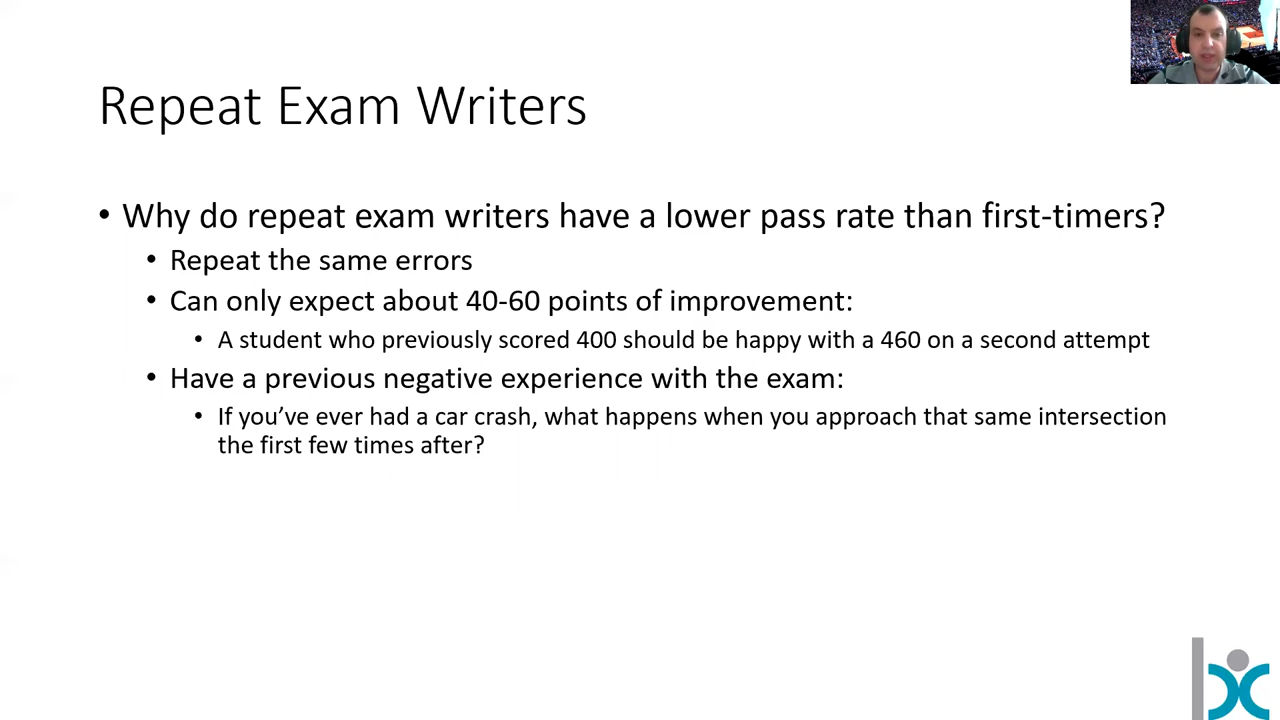 Repeat Exam Writers
• Why do repeat exam writers have a lower pass rate than first-timers?
• Repeat the same errors
• Can only expect about 40-60 points of improvement:
• A student who previously scored 400 should be happy with a 460 on a second attempt
• Have a previous negative experience with the exam:
• If you’ve ever had a car crash, what happens when you approach that same intersection
the first few times after?